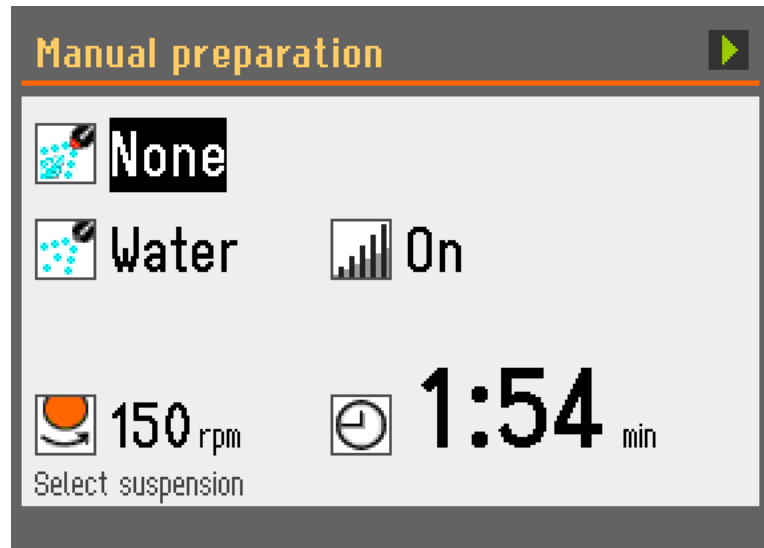 Manual preparation
None
Water On
150 rpm 1:54 min
Select suspension